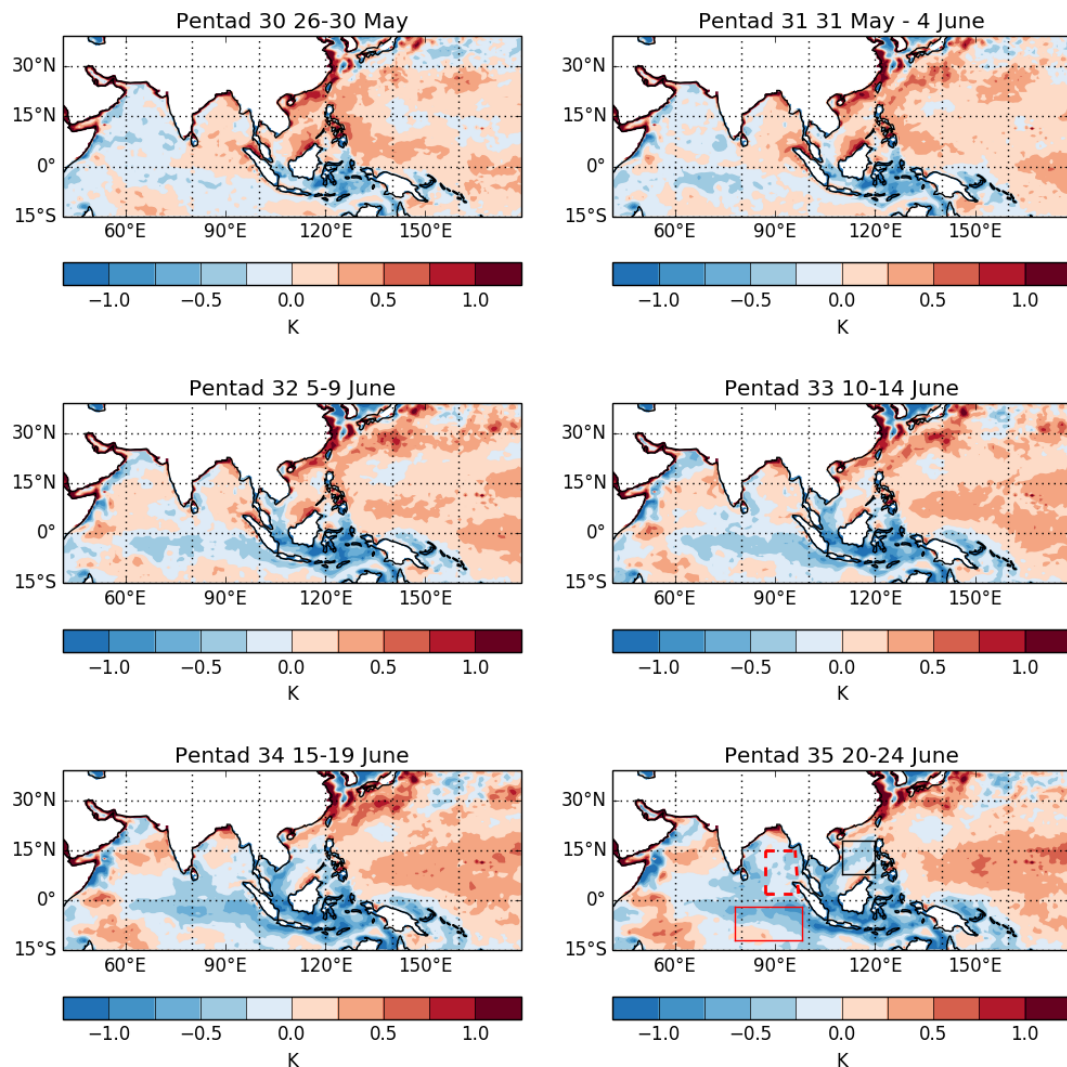 Pentad 30 26-30 May
30°N
15°N
0°
15°S
60°E 90°E 120°E 150°E
−1.0 −0.5 0.0 0.5 1.0
K
Pentad 31 31 May - 4 June
30°N
15°N
0°
15°S
60°E 90°E 120°E 150°E
−1.0 −0.5 0.0 0.5 1.0
K
Pentad 32 5-9 June
30°N
15°N
0°
15°S
60°E 90°E 120°E 150°E
−1.0 −0.5 0.0 0.5 1.0
K
Pentad 33 10-14 June
30°N
15°N
0°
15°S
60°E 90°E 120°E 150°E
−1.0 −0.5 0.0 0.5 1.0
K
Pentad 34 15-19 June
30°N
15°N
0°
15°S
60°E 90°E 120°E 150°E
−1.0 −0.5 0.0 0.5 1.0
K
Pentad 35 20-24 June
30°N
15°N
0°
15°S
60°E 90°E 120°E 150°E
−1.0 −0.5 0.0 0.5 1.0
K